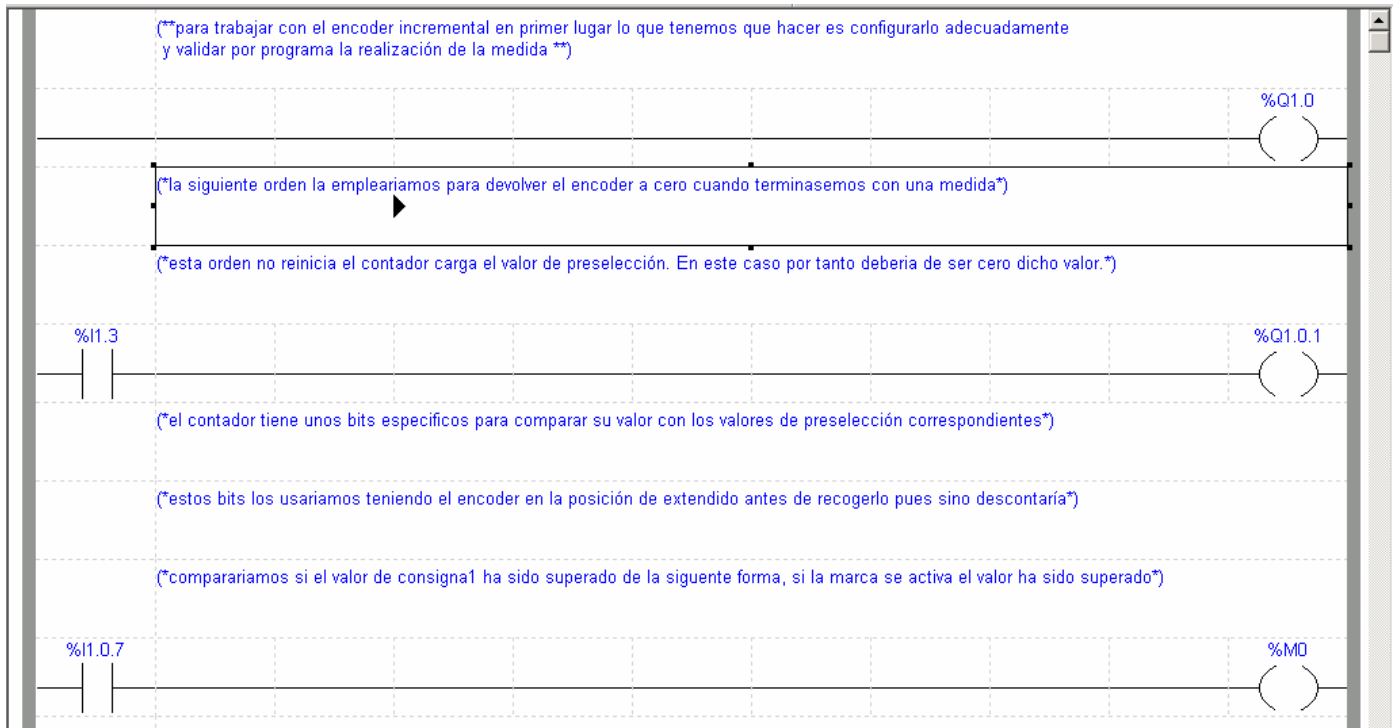 (**para trabajar con el encoder incremental en primer lugar lo que tenemos que hacer es configurarlo adecuadamente
y validar por programa la realización de la medida **)
%Q1.0
(*la siguiente orden la empleariamos para devolver el encoder a cero cuando terminasemos con una medida*)
(*esta orden no reinicia el contador carga el valor de preselección. En este caso por tanto deberia de ser cero dicho valor.*)
%I1.3
%Q1.0.1
(*el contador tiene unos bits especificos para comparar su valor con los valores de preselección correspondientes*)
(*estos bits los usariamos teniendo el encoder en la posición de extendido antes de recogerlo pues sino descontaría*)
(*comparariamos si el valor de consigna1 ha sido superado de la siguente forma, si la marca se activa el valor ha sido superado*)
%I1.0.7
%M0